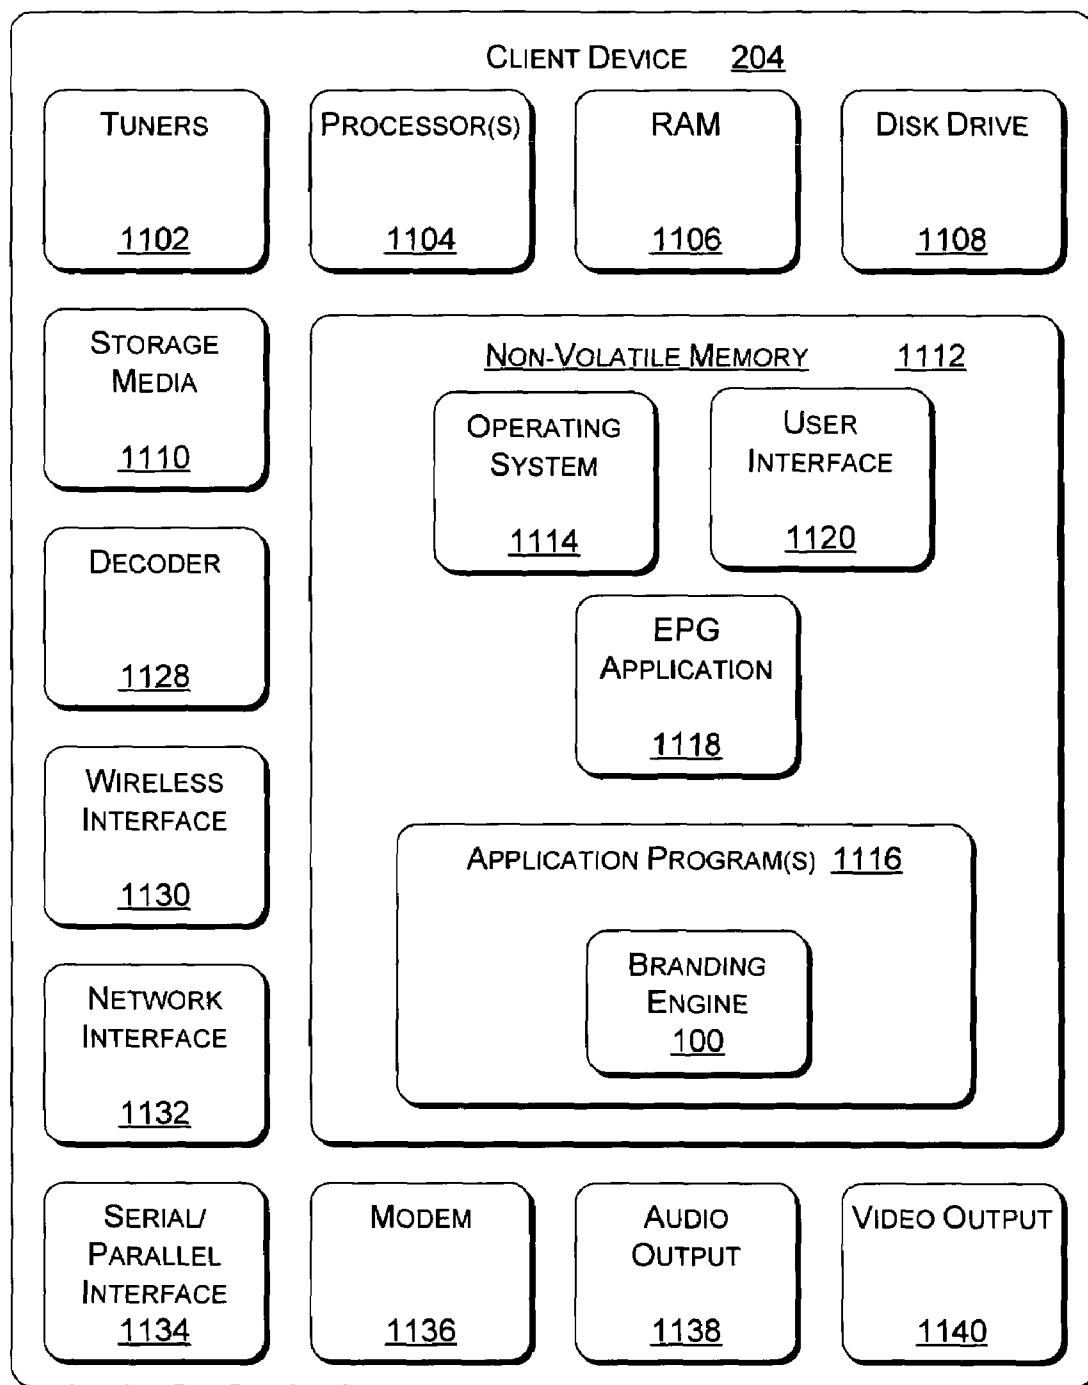 CLIENT DEVICE 204
TUNERS
1102
PROCESSOR(S)
1104
RAM
1106
DISK DRIVE
1108
STORAGE
MEDIA
1110
NON-VOLATILE MEMORY 1112
OPERATING
SYSTEM
1114
USER
INTERFACE
1120
DECODER
1128
EPG
APPLICATION
1118
WIRELESS
INTERFACE
1130
APPLICATION PROGRAM(S) 1116
BRANDING
ENGINE
100
NETWORK
INTERFACE
1132
SERIAL/
PARALLEL
INTERFACE
1134
MODEM
1136
AUDIO
OUTPUT
1138
VIDEO OUTPUT
1140